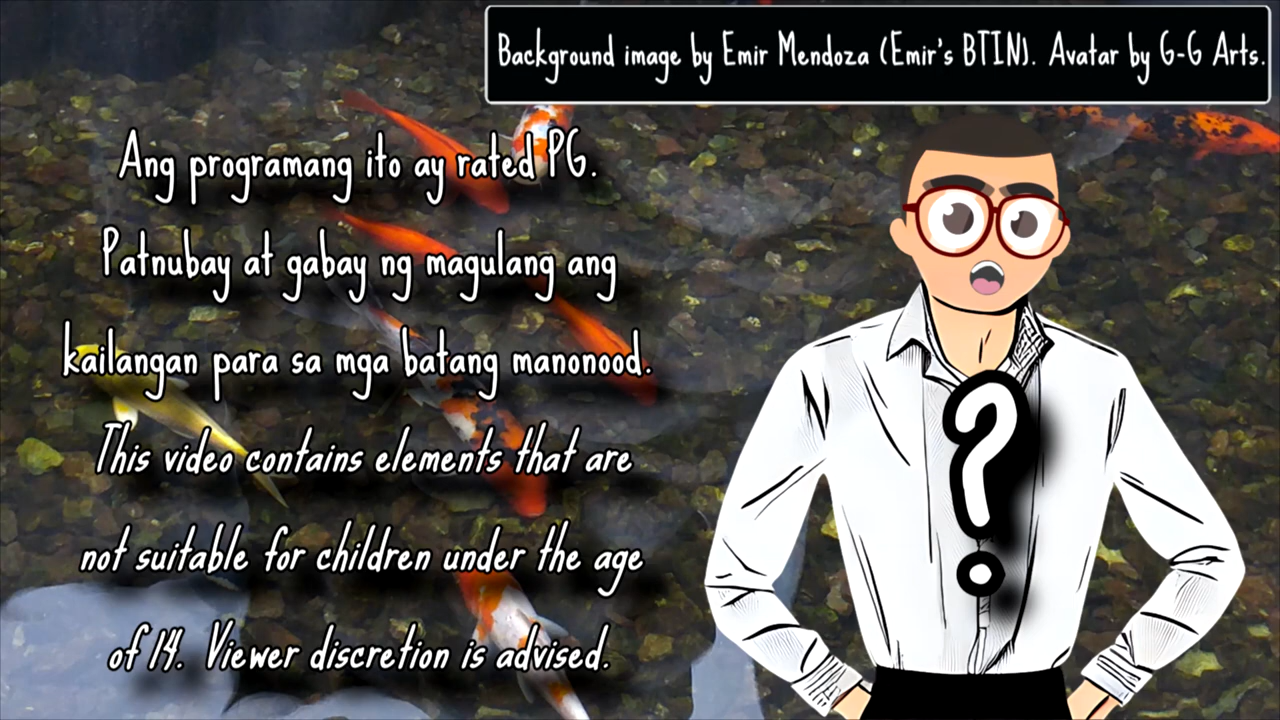 Background image by Emir Mendoza (Emir's BTIN). Avatar by G-G Arts.
Ang programang ito ay rated PG.
Patnubay at gabay ng magulang ang
kailangan para sa mga batang manonood.
This video contains elements that are
not suitable for children under the age
of 14. Viewer discretion is advised.
?